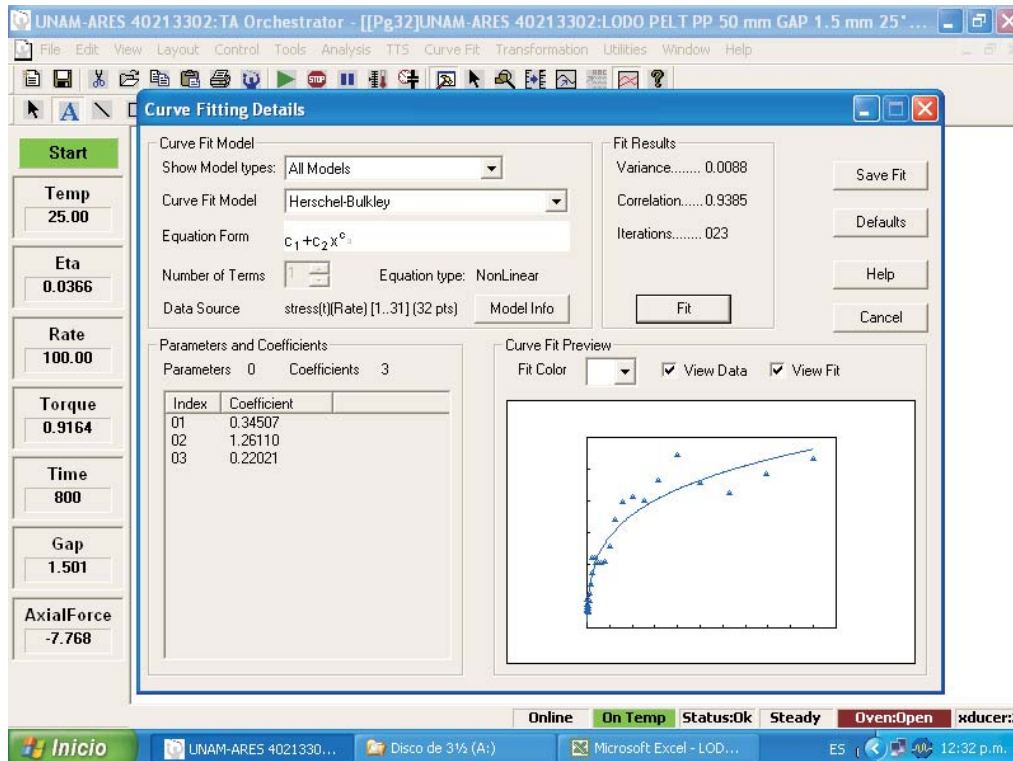 UNAM-ARES 40213302:TA Orchestrator - [[Pg32]UNAM-ARES 40213302:LODO PELT PP 50 mm GAP 1.5 mm 25°...
File Edit View Layout Control Tools Analysis TTS Curve Fit Transformation Utilities Window Help
STOP
A
Curve Fitting Details
Start
Temp
25.00
Eta
0.0366
Rate
100.00
Torque
0.9164
Time
800
Gap
1.501
AxialForce
-7.768
Curve Fit Model
Show Model types: All Models
Curve Fit Model Herschel-Bulkley
Equation Form c1+c2x^c
Number of Terms 1 Equation type: NonLinear
Data Source stress(t)(Rate) [1..31] (32 pts) Model Info
Fit Results
Variance........ 0.0088
Correlation......0.9385
Iterations........ 023
Fit
Save Fit
Defaults
Help
Cancel
Parameters and Coefficients
Parameters 0 Coefficients 3
Index Coefficient
01 0.34507
02 1.26110
03 0.22021
Curve Fit Preview
Fit Color View Data View Fit
Online On Temp Status:Ok Steady Oven:Open xducer:
Inicio UNAM-ARES 4021330... Disco de 3½ (A:) Microsoft Excel - LOD... ES 12:32 p.m.